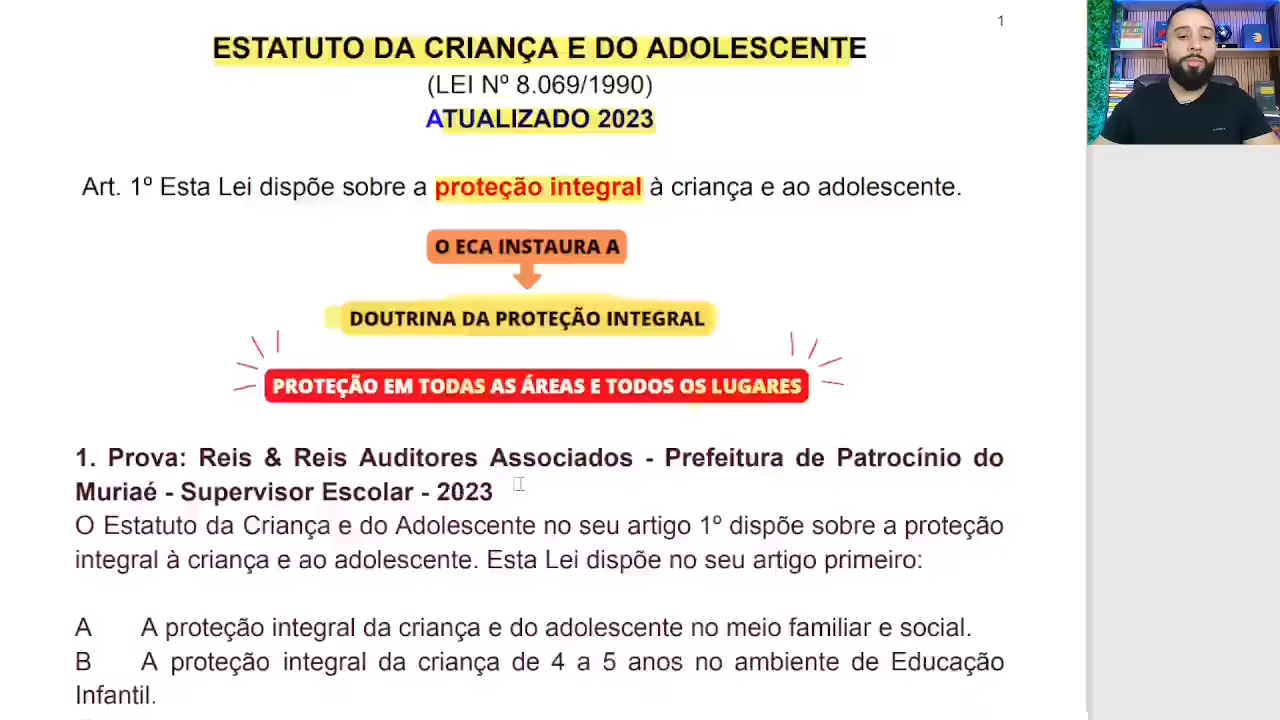 1
ESTATUTO DA CRIANÇA E DO ADOLESCENTE
(LEI Nº 8.069/1990)
ATUALIZADO 2023
Art. 1º Esta Lei dispõe sobre a proteção integral à criança e ao adolescente.
O ECA INSTAURA A
DOUTRINA DA PROTEÇÃO INTEGRAL
PROTEÇÃO EM TODAS AS ÁREAS E TODOS OS LUGARES
1. Prova: Reis & Reis Auditores Associados - Prefeitura de Patrocínio do
Muriaé - Supervisor Escolar - 2023
O Estatuto da Criança e do Adolescente no seu artigo 1º dispõe sobre a proteção
integral à criança e ao adolescente. Esta Lei dispõe no seu artigo primeiro:
A A proteção integral da criança e do adolescente no meio familiar e social.
B A proteção integral da criança de 4 a 5 anos no ambiente de Educação
Infantil.